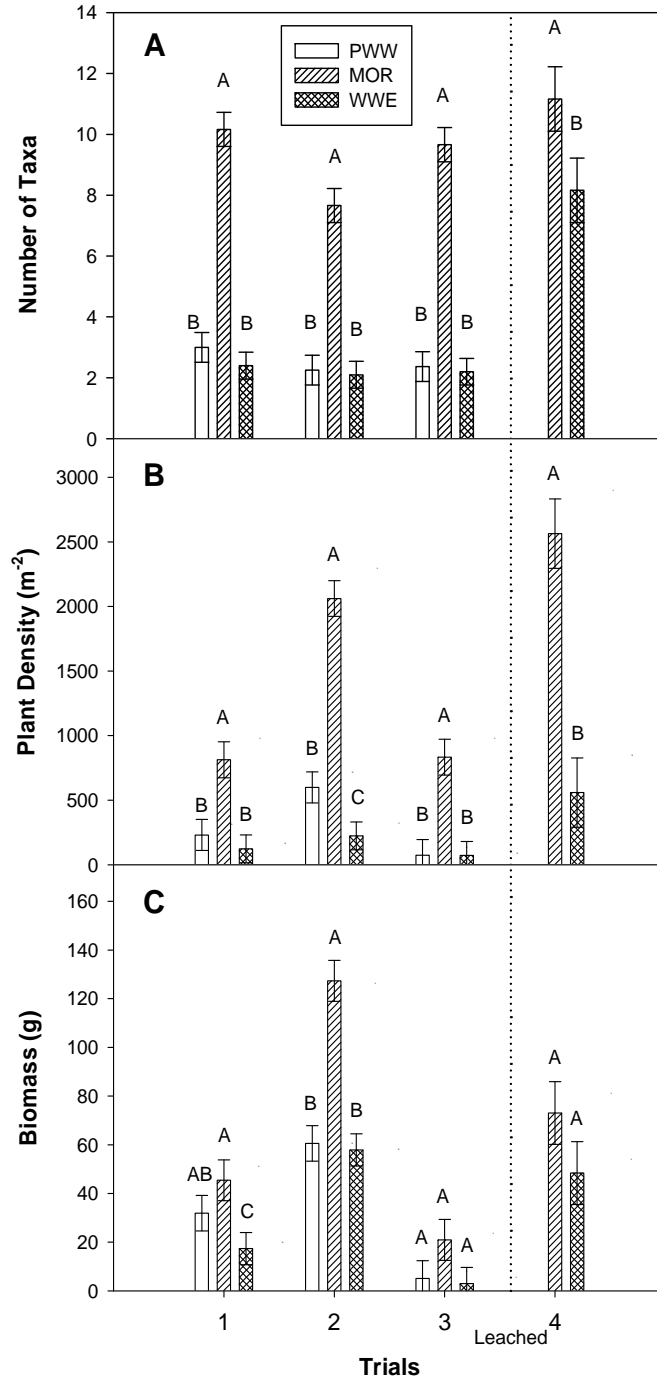 14
A
A
PWW
MOR
WWE
A
A
A
B
12
10
8
6
4
2
0
B
B
B
B
B
B
Number of Taxa
B
3000
2500
2000
1500
1000
500
0
A
A
A
A
B
B
B
B
C
B
B
Plant Density (m⁻²)
C
160
140
120
100
80
60
40
20
0
A
A
A
A
A
AB
C
B
B
A
A
Biomass (g)
1
2
3
4
Leached
Trials